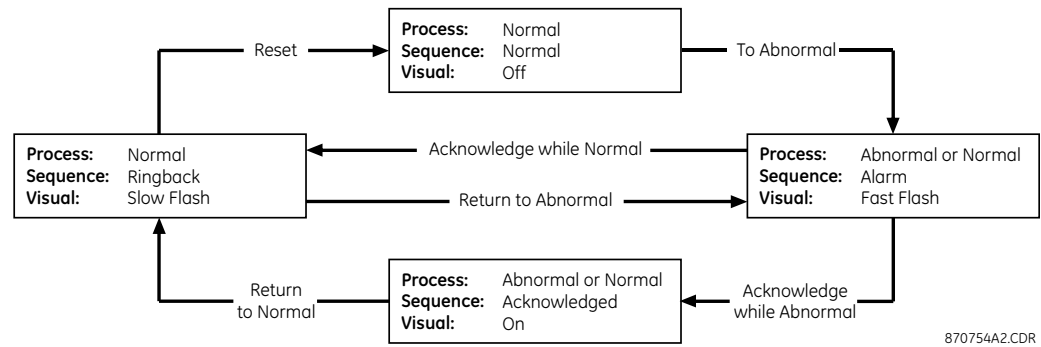 Process: Normal
Sequence: Normal
Visual: Off
Reset
To Abnormal
Process: Normal
Sequence: Ringback
Visual: Slow Flash
Acknowledge while Normal
Return to Abnormal
Process: Abnormal or Normal
Sequence: Alarm
Visual: Fast Flash
Return
to Normal
Process: Abnormal or Normal
Sequence: Acknowledged
Visual: On
Acknowledge
while Abnormal
870754A2.CDR